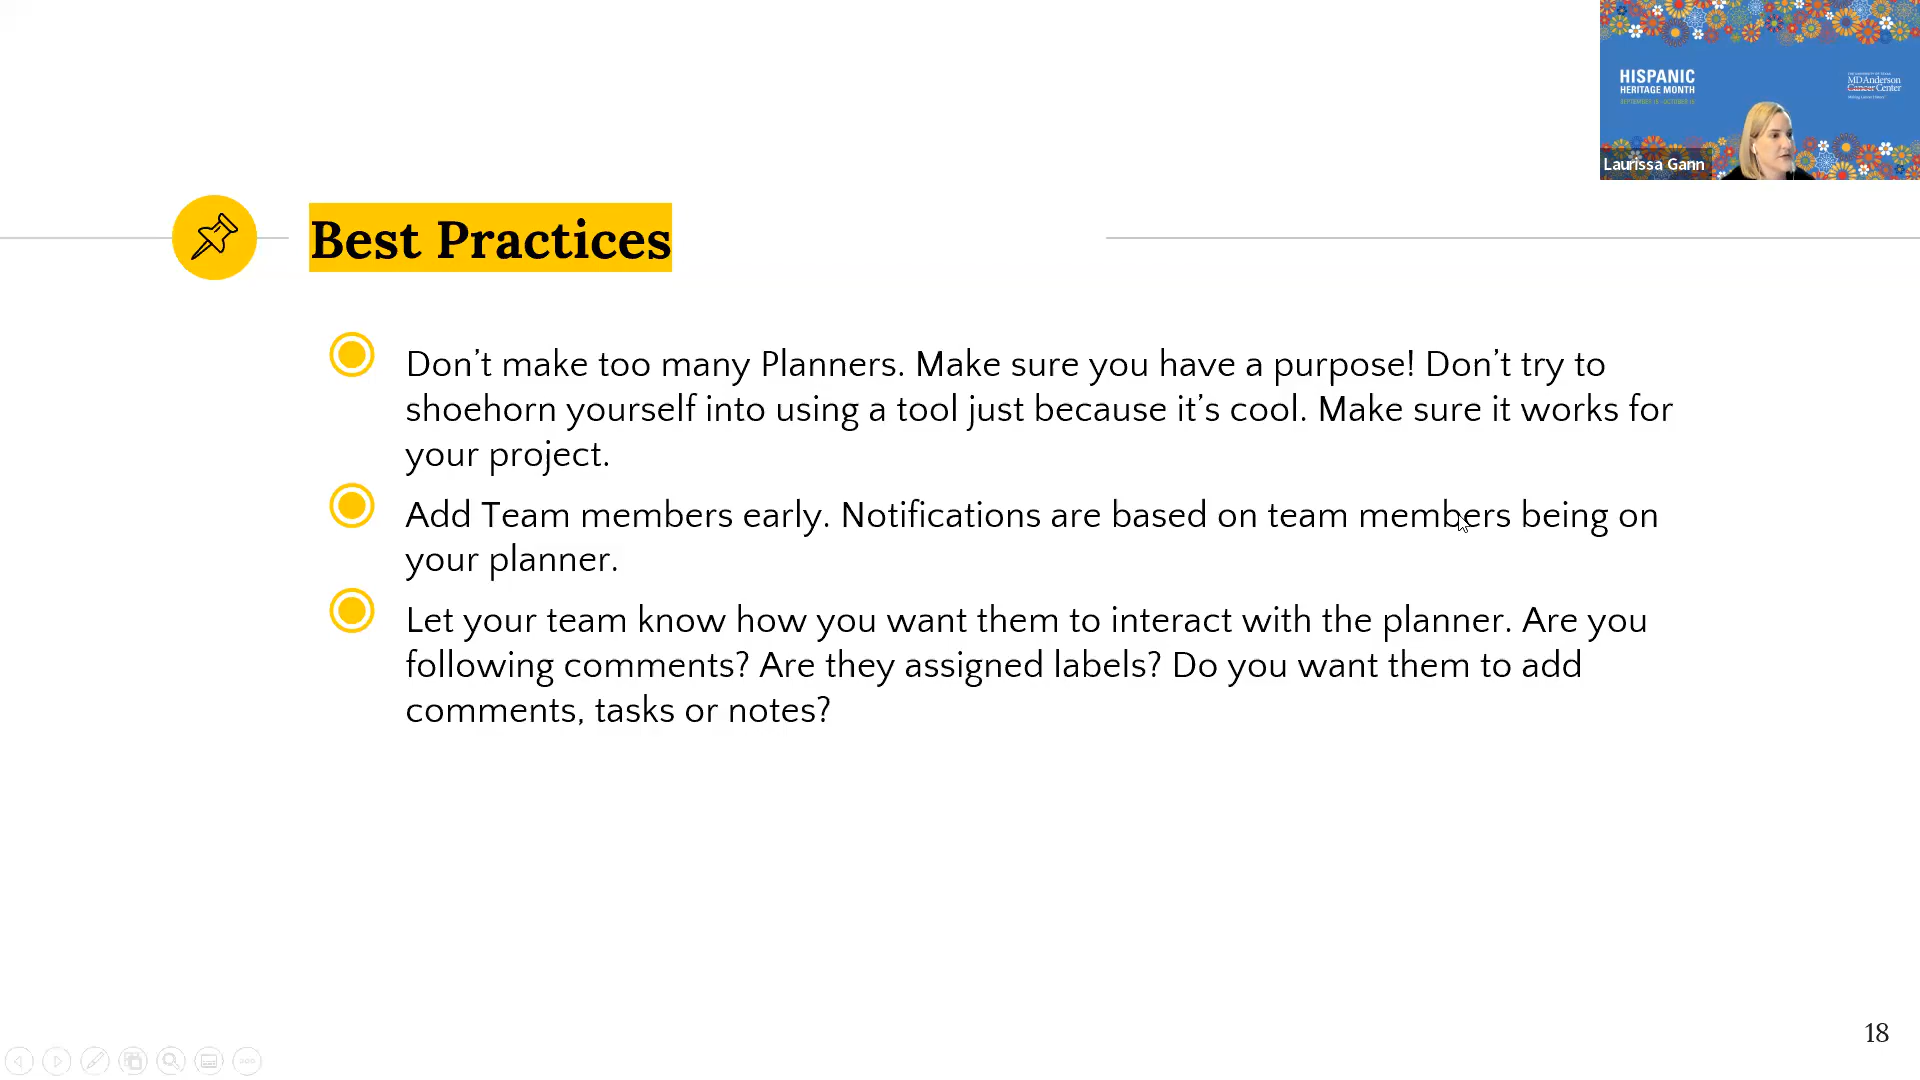 HISPANIC
HERITAGE MONTH
MDAnderson
Cancer Center
Laurissa Gann
Best Practices
Don’t make too many Planners. Make sure you have a purpose! Don’t try to
shoehorn yourself into using a tool just because it’s cool. Make sure it works for
your project.
Add Team members early. Notifications are based on team members being on
your planner.
Let your team know how you want them to interact with the planner. Are you
following comments? Are they assigned labels? Do you want them to add
comments, tasks or notes?
18